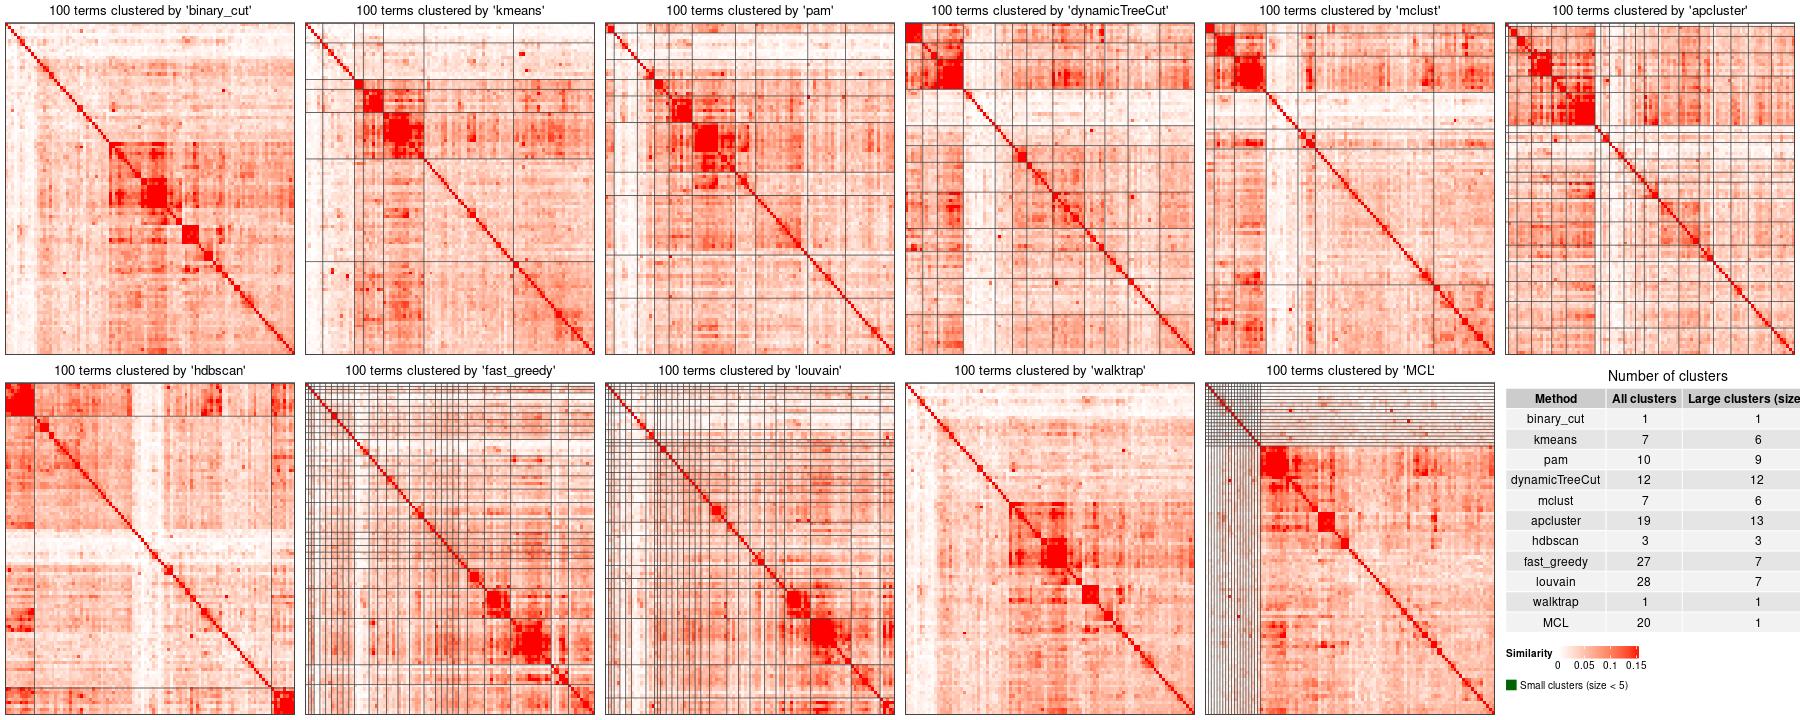 100 terms clustered by 'binary_cut'
100 terms clustered by 'kmeans'
100 terms clustered by 'pam'
100 terms clustered by 'dynamicTreeCut'
100 terms clustered by 'mclust'
100 terms clustered by 'apcluster'
100 terms clustered by 'hdbscan'
100 terms clustered by 'fast_greedy'
100 terms clustered by 'louvain'
100 terms clustered by 'walktrap'
100 terms clustered by 'MCL'
Number of clusters
Method All clusters Large clusters (size
binary_cut 1 1
kmeans 7 6
pam 10 9
dynamicTreeCut 12 12
mclust 7 6
apcluster 19 13
hdbscan 3 3
fast_greedy 27 7
louvain 28 7
walktrap 1 1
MCL 20 1
Similarity
0 0.05 0.1 0.15
Small clusters (size < 5)